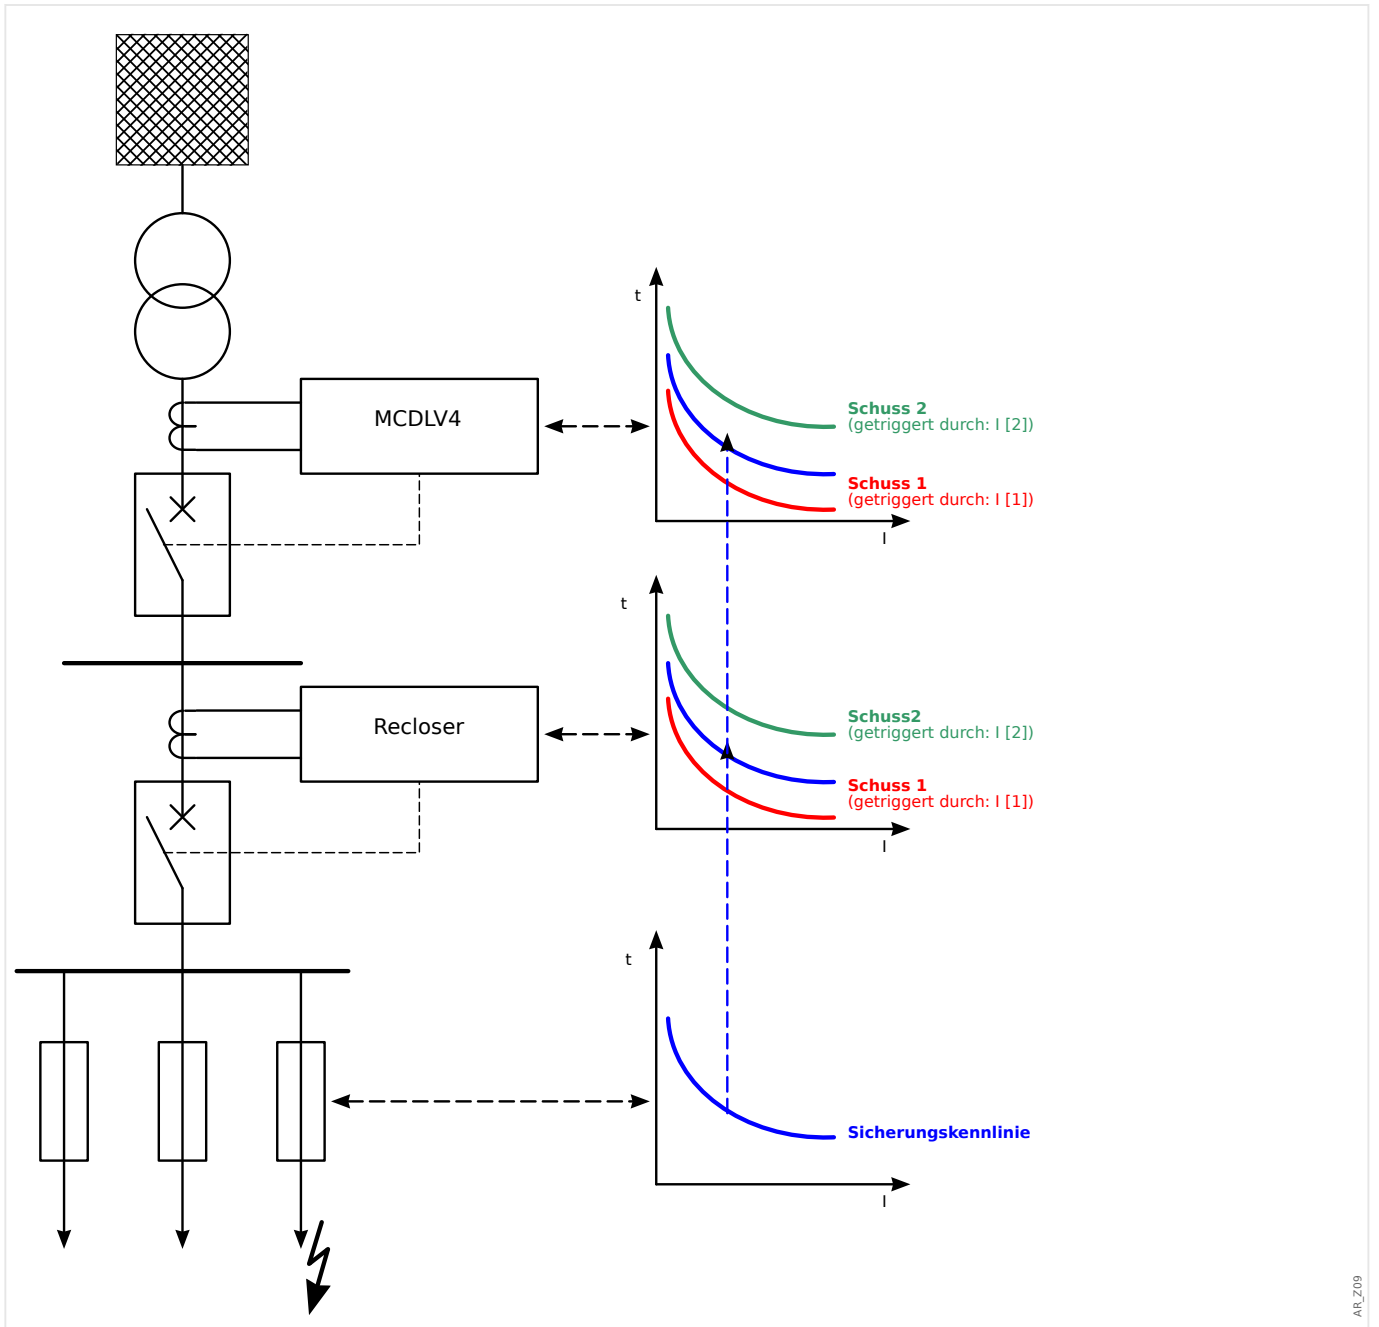 t
MCDLV4
Schuss 2
(getriggert durch: I [2])
Schuss 1
(getriggert durch: I [1])
I
t
Recloser
Schuss2
(getriggert durch: I [2])
Schuss 1
(getriggert durch: I [1])
I
t
Sicherungskennlinie
I
AR_Z09